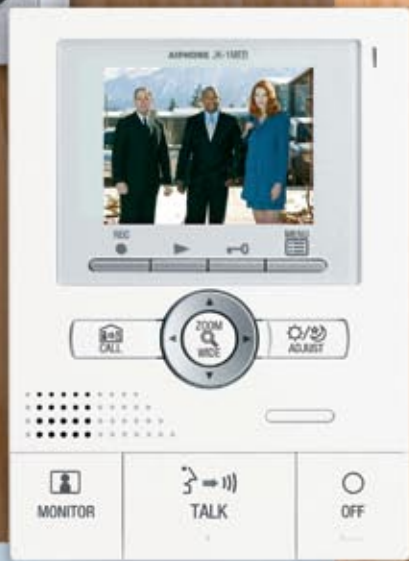 AIPHONE JK-1MED
REC
MENU
CALL
ZOOM
WIDE
ADJUST
MONITOR
TALK
OFF